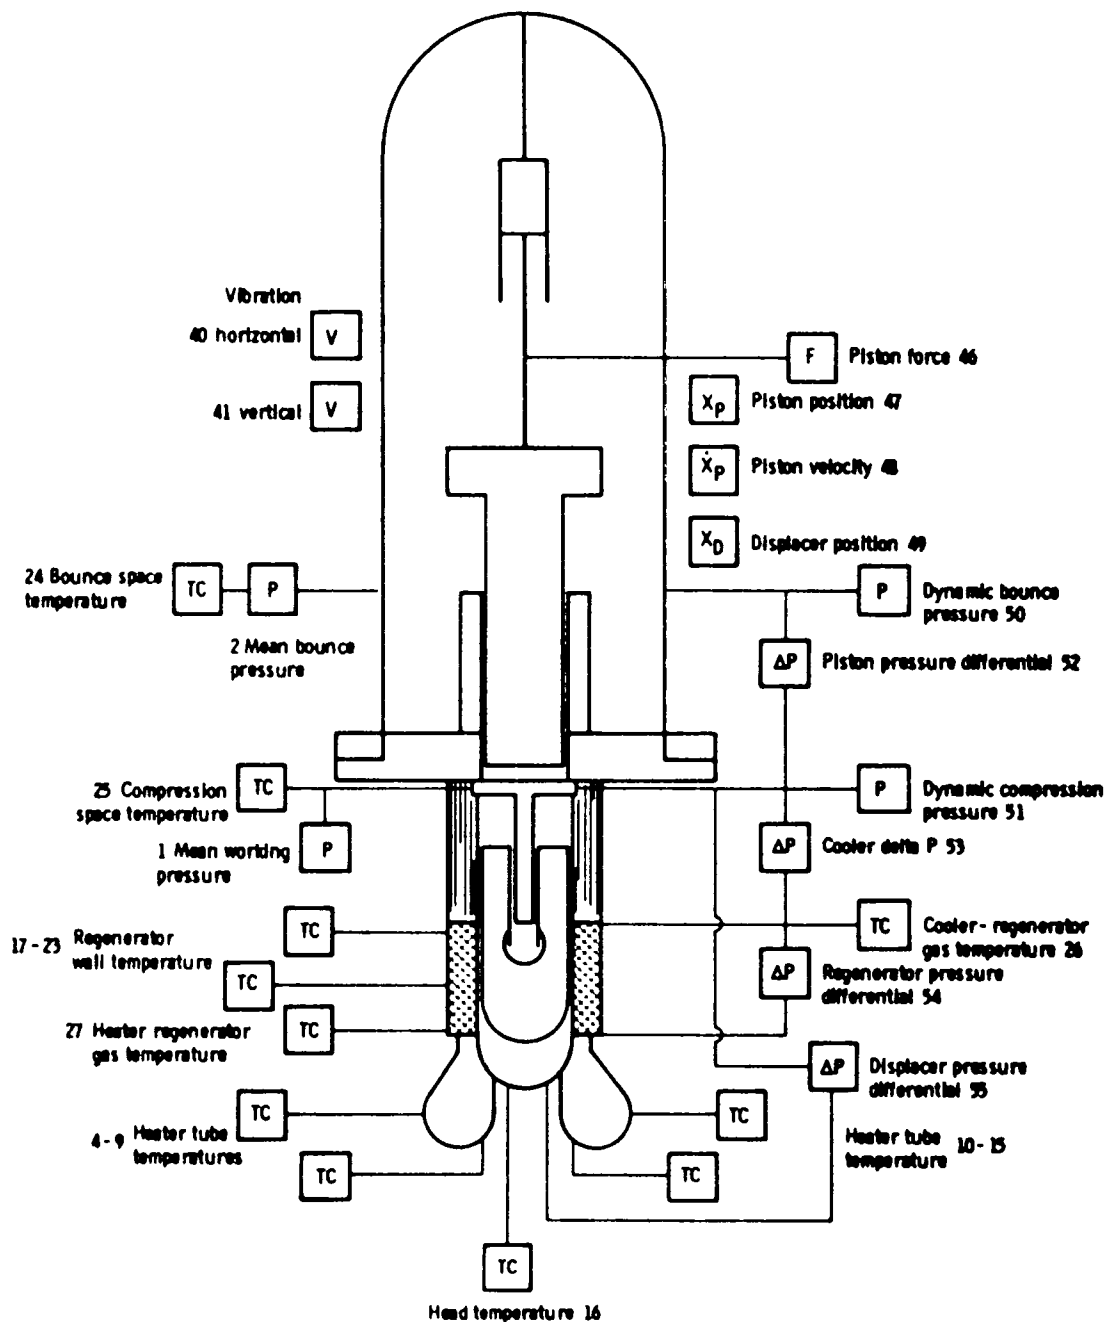 Vibration
40 horizontal
V
41 vertical
V
F
Piston force 46
X_P
Piston position 47
Ẋ_P
Piston velocity 48
X_D
Displacer position 49
24 Bounce space
temperature
TC
P
2 Mean bounce
pressure
P
Dynamic bounce
pressure 50
ΔP
Piston pressure differential 52
25 Compression
space temperature
TC
1 Mean working
pressure
P
P
Dynamic compression
pressure 51
ΔP
Cooler delta P 53
17 - 23 Regenerator
wall temperature
TC
TC
TC
Cooler-regenerator
gas temperature 26
ΔP
Regenerator pressure
differential 54
27 Heater regenerator
gas temperature
TC
ΔP
Displacer pressure
differential 55
4 - 9 Heater tube
temperatures
TC
TC
TC
TC
Heater tube
temperature 10 - 15
TC
Head temperature 16